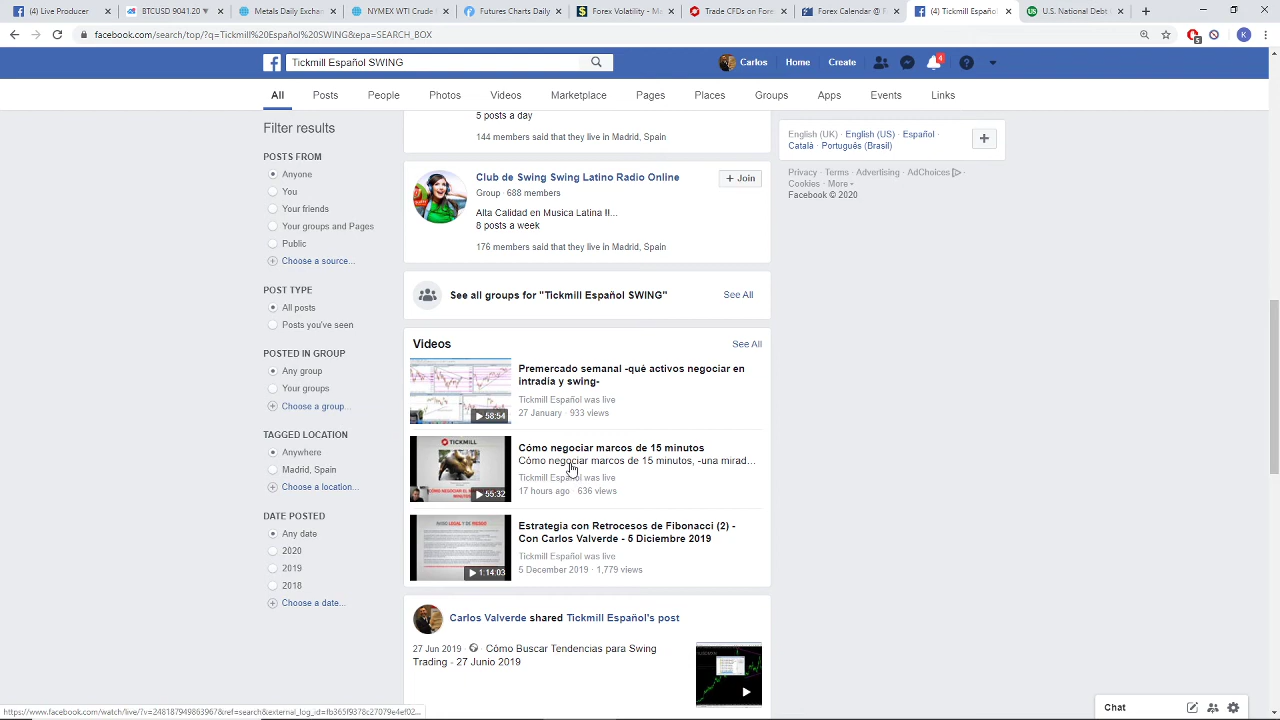 (4) Live Producer
BTCUSD 9041.20 ▼
Metals Daily Exchan
NYMEX WTI Crude
Futures Charts Daily
Forex Volatility - M
Trade CFDs on Fore
Forex Calendar @ F
(4) Tickmill Español
U.S. National Debt
facebook.com/search/top/?q=Tickmill%20Español%20SWING&epa=SEARCH_BOX
Tickmill Español SWING
Carlos
Home
Create
4
All
Posts
People
Photos
Videos
Marketplace
Pages
Places
Groups
Apps
Events
Links
Filter results
POSTS FROM
Anyone
You
Your friends
Your groups and Pages
Public
Choose a source...
POST TYPE
All posts
Posts you've seen
POSTED IN GROUP
Any group
Your groups
Choose a group...
TAGGED LOCATION
Anywhere
Madrid, Spain
Choose a location...
DATE POSTED
Any date
2020
2019
2018
Choose a date...
5 posts a day
144 members said that they live in Madrid, Spain
Club de Swing Swing Latino Radio Online
Group · 688 members
+ Join
Alta Calidad en Musica Latina !!...
8 posts a week
176 members said that they live in Madrid, Spain
See all groups for "Tickmill Español SWING"
See All
Videos
See All
58:54
Premercado semanal -qué activos negociar en
intradía y swing-
Tickmill Español was live
27 January · 933 views
TICKMILL
55:32
Cómo negociar marcos de 15 minutos
Cómo negociar marcos de 15 minutos, -una mirad...
Tickmill Español was live
17 hours ago · 636 views
AVISO LEGAL Y DE RIESGO
1:14:03
Estrategia con Retrocesos de Fibonacci (2) -
Con Carlos Valverde - 5 Diciembre 2019
Tickmill Español was live
5 December 2019 · 1,779 views
Carlos Valverde shared Tickmill Español's post
27 Jun 2019 · Cómo Buscar Tendencias para Swing
Trading - 27 Junio 2019
English (UK) · English (US) · Español ·
Català · Português (Brasil)
Privacy · Terms · Advertising · AdChoices ·
Cookies · More
Facebook © 2020
Chat